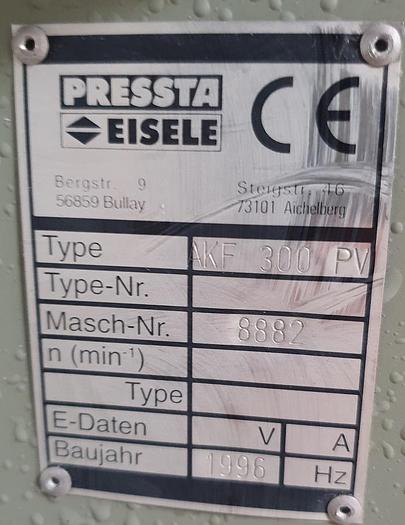 PRESSTA
EISELE
CE
Bergstr. 9
56859 Bullay
Steigstr. 46
73101 Aichelberg
Type AKF 300 PV
Type-Nr.
Masch-Nr. 8882
n (min⁻¹)
Type
E-Daten V A
Baujahr 1996 Hz